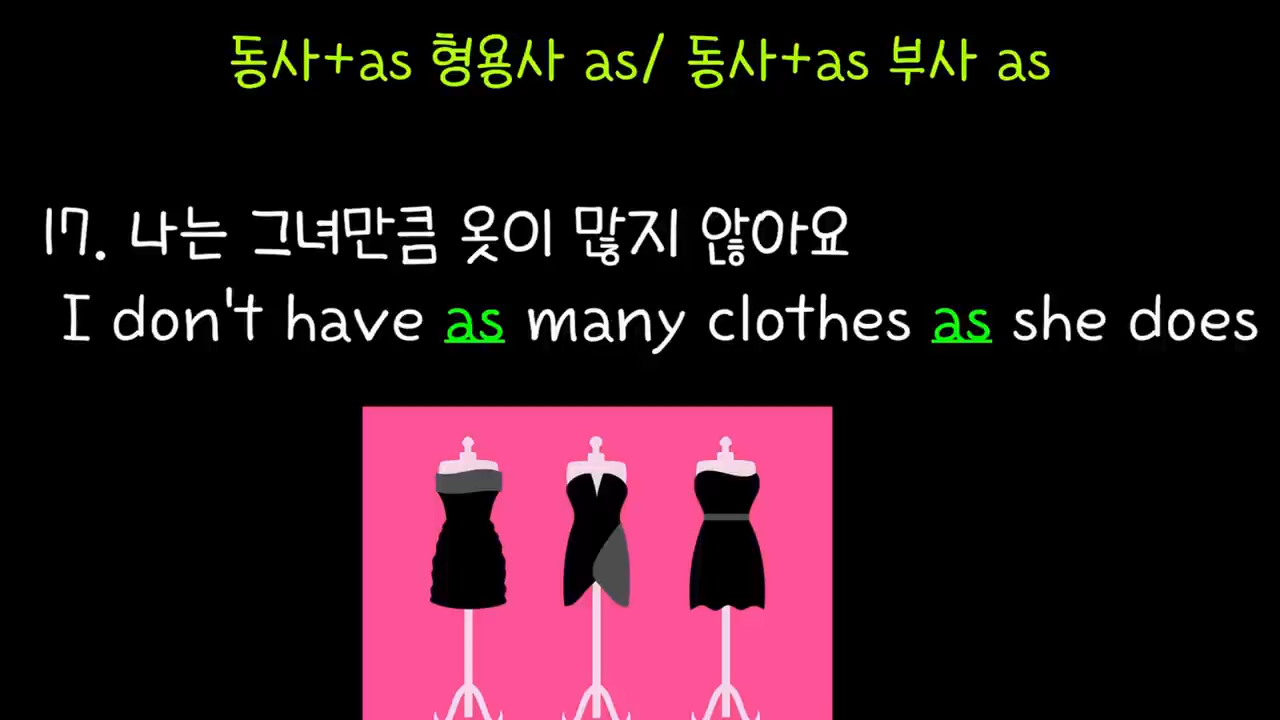 동사+as 형용사 as/ 동사+as 부사 as
17. 나는 그녀만큼 옷이 많지 않아요
I don't have as many clothes as she does